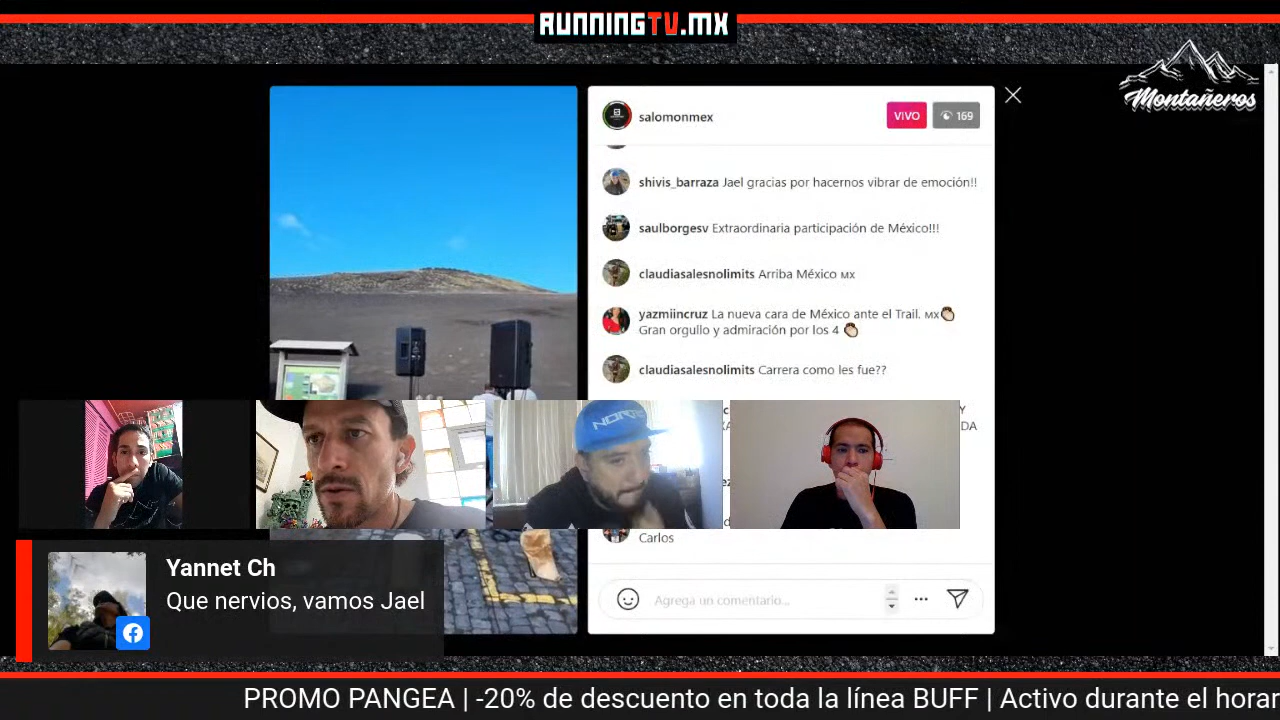 RUNNINGTV.MX
Montañeros
salomonmex
VIVO
169
shivis_barraza Jael gracias por hacernos vibrar de emoción!!
saulborgesv Extraordinaria participación de México!!!
claudiasalesnolimits Arriba México MX
yazmiincruz La nueva cara de México ante el Trail. MX
Gran orgullo y admiración por los 4
claudiasalesnolimits Carrera como les fue??
Y
DA
Carlos
Agrega un comentario...
Yannet Ch
Que nervios, vamos Jael
PROMO PANGEA | -20% de descuento en toda la línea BUFF | Activo durante el horar